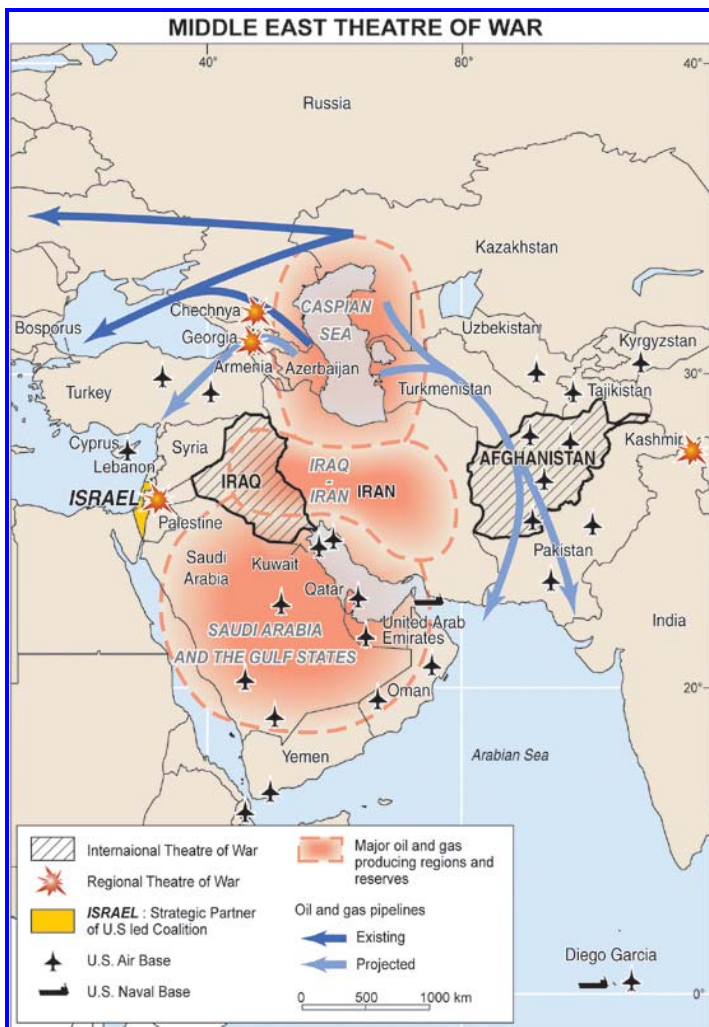 MIDDLE EAST THEATRE OF WAR
40°
80°
40°
Russia
Kazakhstan
CASPIAN
SEA
Chechnya
Georgia
Bosporus
Uzbekistan
Kyrgyzstan
Armenia
Azerbaijan
Turkey
Turkmenistan
Tajikistan
30°
Cyprus
Syria
Lebanon
AFGHANISTAN
Kashmir
IRAQ
IRAQ
-
IRAN
IRAN
ISRAEL
Palestine
Saudi
Arabia
Kuwait
Pakistan
Qatar
United Arab
Emirates
India
SAUDI ARABIA
AND THE GULF STATES
Oman
20°
Yemen
Arabian Sea
Internaional Theatre of War
Regional Theatre of War
ISRAEL : Strategic Partner
of U.S led Coalition
U.S. Air Base
U.S. Naval Base
Major oil and gas
producing regions and
reserves
Oil and gas pipelines
Existing
Projected
0 500 1000 km
Diego Garcia
0°